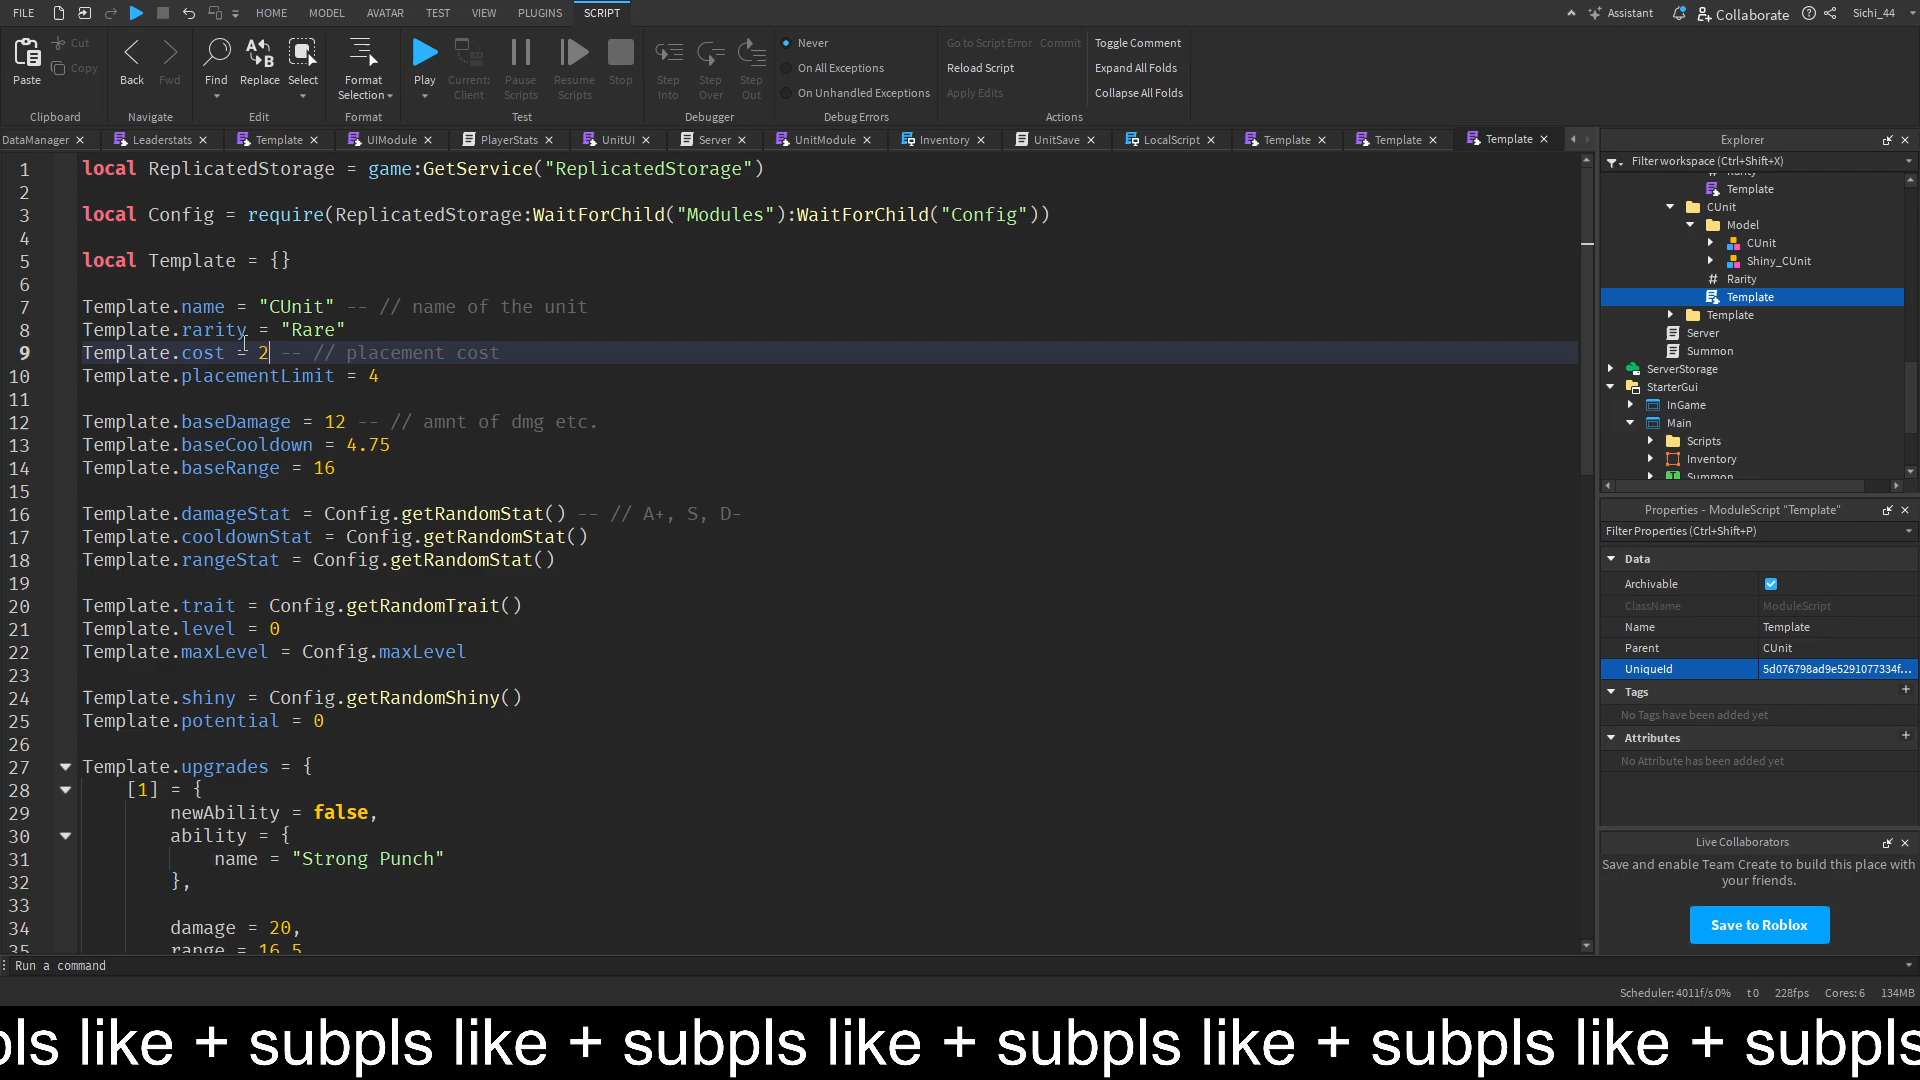 FILE HOME MODEL AVATAR TEST VIEW PLUGINS SCRIPT Assistant Collaborate Sichi_44
Paste Cut Copy Back Fwd Find Replace Select Format Selection Play Current: Client Pause Scripts Resume Scripts Stop Step Into Step Over Step Out
Never
On All Exceptions
On Unhandled Exceptions
Go to Script Error Commit Toggle Comment
Reload Script Expand All Folds
Apply Edits Collapse All Folds
Clipboard Navigate Edit Format Test Debugger Debug Errors Actions
DataManager Leaderstats Template UIModule PlayerStats UnitUI Server UnitModule Inventory UnitSave LocalScript Template Template Template
1 local ReplicatedStorage = game:GetService("ReplicatedStorage")
2
3 local Config = require(ReplicatedStorage:WaitForChild("Modules"):WaitForChild("Config"))
4
5 local Template = {}
6
7 Template.name = "CUnit" -- // name of the unit
8 Template.rarity = "Rare"
9 Template.cost = 2 -- // placement cost
10 Template.placementLimit = 4
11
12 Template.baseDamage = 12 -- // amnt of dmg etc.
13 Template.baseCooldown = 4.75
14 Template.baseRange = 16
15
16 Template.damageStat = Config.getRandomStat() -- // A+, S, D-
17 Template.cooldownStat = Config.getRandomStat()
18 Template.rangeStat = Config.getRandomStat()
19
20 Template.trait = Config.getRandomTrait()
21 Template.level = 0
22 Template.maxLevel = Config.maxLevel
23
24 Template.shiny = Config.getRandomShiny()
25 Template.potential = 0
26
27 Template.upgrades = {
28 [1] = {
29 newAbility = false,
30 ability = {
31 name = "Strong Punch"
32 },
33
34 damage = 20,
35 range = 16.5
Explorer
Filter workspace (Ctrl+Shift+X)
# Rarity
Template
CUnit
Model
CUnit
Shiny_CUnit
# Rarity
Template
Template
Server
Summon
ServerStorage
StarterGui
InGame
Main
Scripts
Inventory
Summon
Properties - ModuleScript "Template"
Filter Properties (Ctrl+Shift+P)
Data
Archivable
ClassName ModuleScript
Name Template
Parent CUnit
UniqueId 5d076798ad9e5291077334f...
Tags +
No Tags have been added yet
Attributes +
No Attribute has been added yet
Live Collaborators
Save and enable Team Create to build this place with
your friends.
Save to Roblox
Run a command
Scheduler: 4011f/s 0% t 0 228fps Cores: 6 134MB
pls like + subpls like + subpls like + subpls like + subpls like + subpls